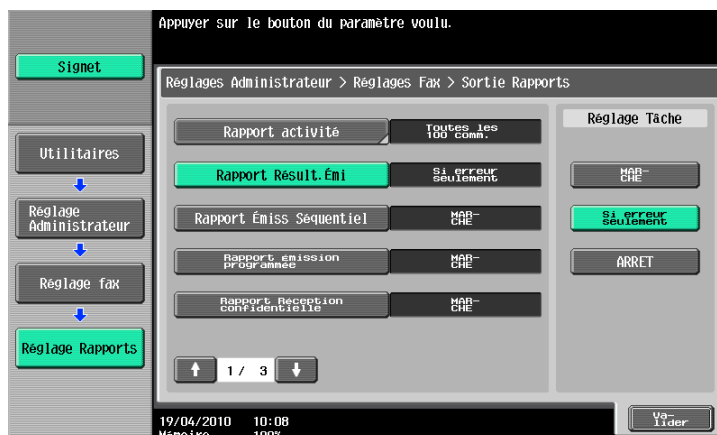 Appuyer sur le bouton du paramètre voulu.
Signet
Réglages Administrateur > Réglages Fax > Sortie Rapports
Utilitaires
Réglage
Administrateur
Réglage fax
Réglage Rapports
Rapport activité
Toutes les
100 comm.
Rapport Résult.Émi
Si erreur
seulement
Rapport Émiss Séquentiel
MAR-
CHE
Rapport émission
programmée
MAR-
CHE
Rapport Réception
confidentielle
MAR-
CHE
1/ 3
Réglage Tâche
MAR-
CHE
Si erreur
seulement
ARRET
19/04/2010 10:08
Mémoire 100%
Va-
lider